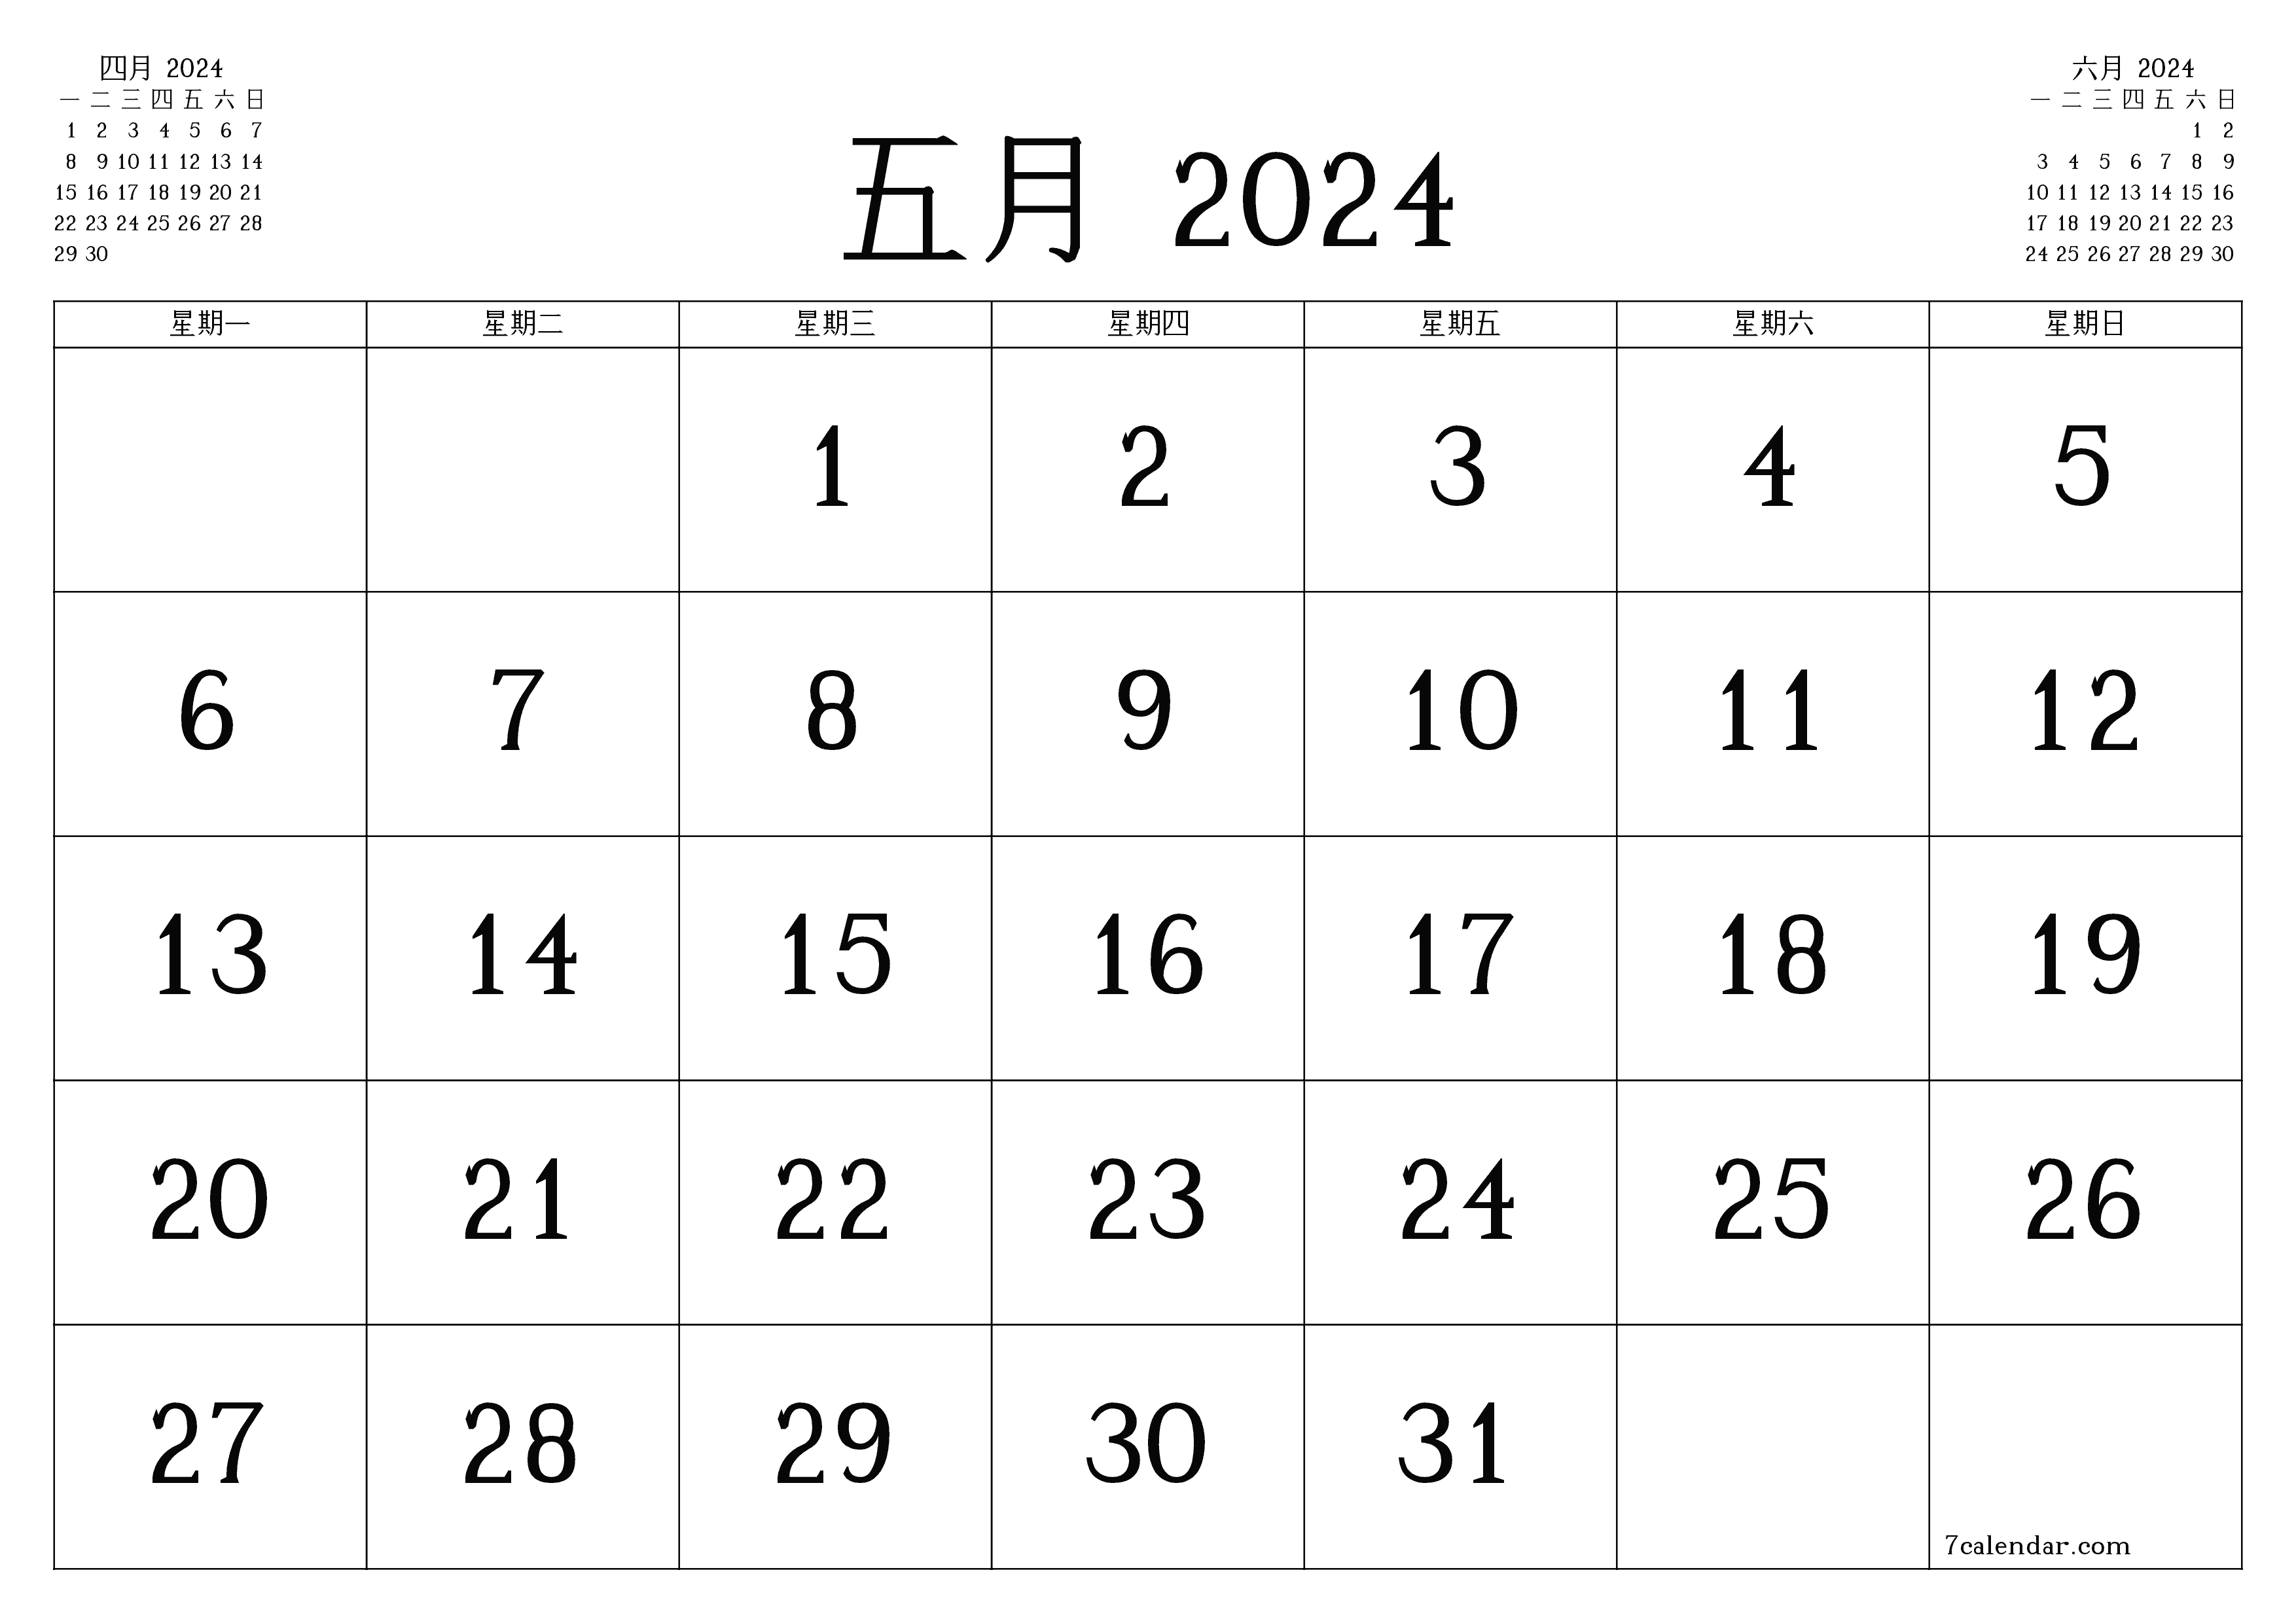 四月 2024
一 二 三 四 五 六 日
1 2 3 4 5 6 7
8 9 10 11 12 13 14
15 16 17 18 19 20 21
22 23 24 25 26 27 28
29 30
五月 2024
六月 2024
一 二 三 四 五 六 日
1 2
3 4 5 6 7 8 9
10 11 12 13 14 15 16
17 18 19 20 21 22 23
24 25 26 27 28 29 30
星期一 星期二 星期三 星期四 星期五 星期六 星期日
1 2 3 4 5
6 7 8 9 10 11 12
13 14 15 16 17 18 19
20 21 22 23 24 25 26
27 28 29 30 31
7calendar.com